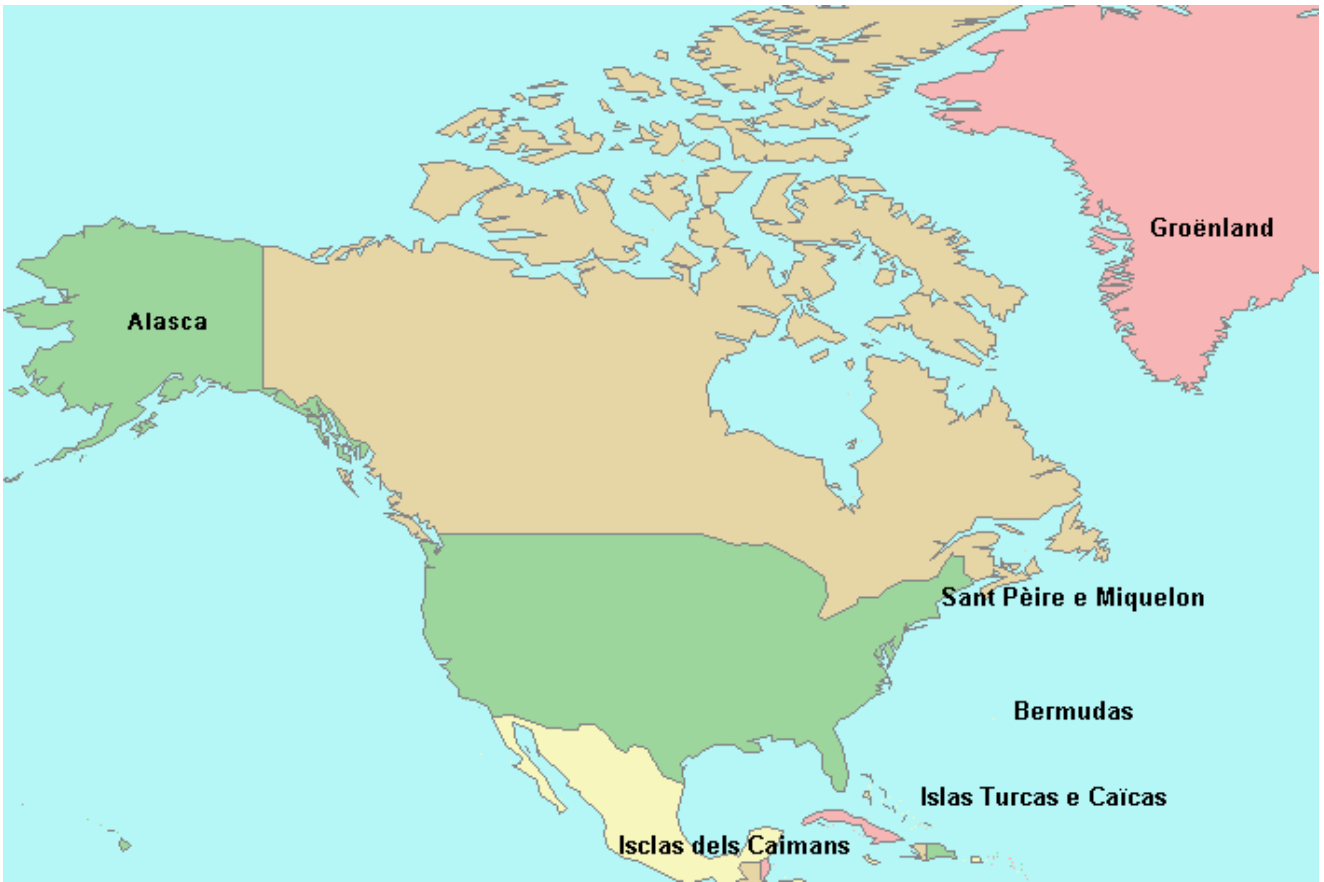 Groënland
Alasca
Sant Pèire e Miquelon
Bermudas
Islas Turcas e Caïcas
Isclas dels Caimans